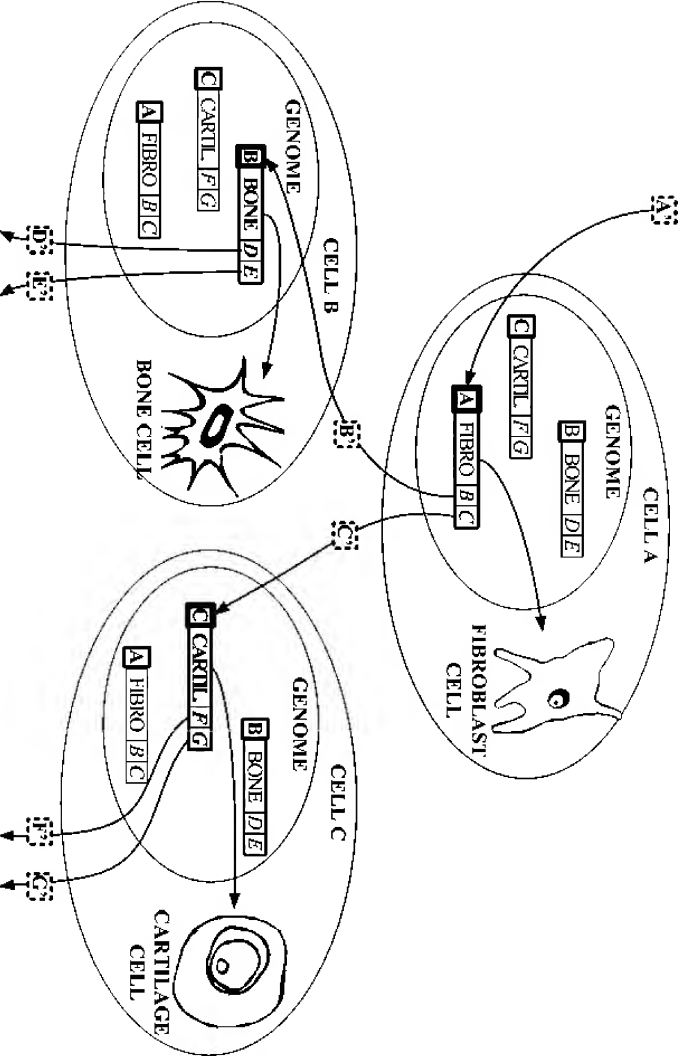 A'
CELL A
GENOME
B BONE D E
C CARTIL F G
A FIBRO B C
FIBROBLAST
CELL
B'
C'
CELL B
GENOME
B BONE D E
C CARTIL F G
A FIBRO B C
BONE CELL
D'
E'
CELL C
GENOME
B BONE D E
C CARTIL F G
A FIBRO B C
CARTILAGE
CELL
F'
G'